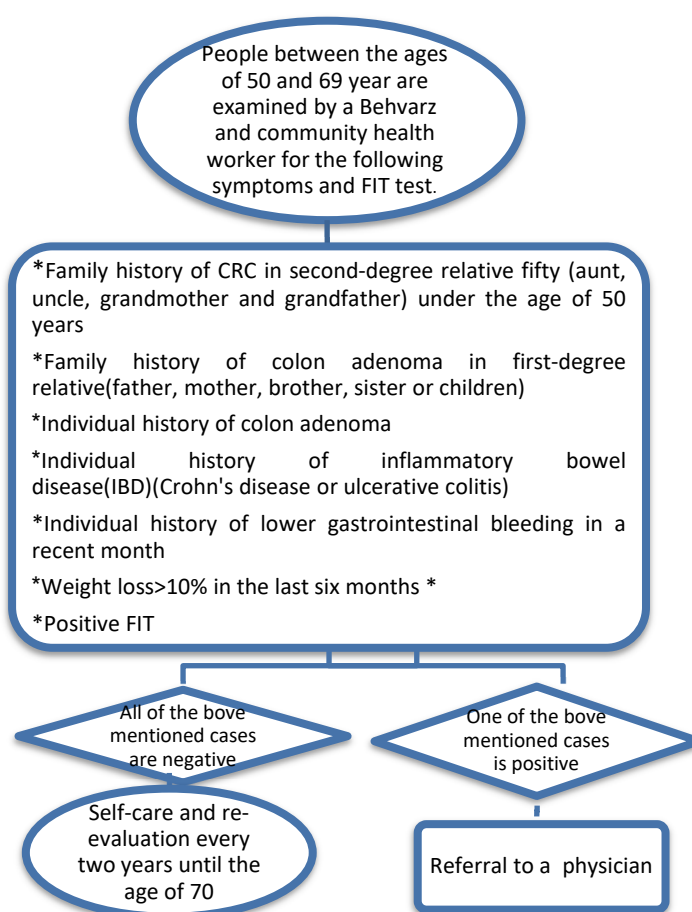 People between the ages
of 50 and 69 year are
examined by a Behvarz
and community health
worker for the following
symptoms and FIT test.
*Family history of CRC in second-degree relative fifty (aunt,
uncle, grandmother and grandfather) under the age of 50
years
*Family history of colon adenoma in first-degree
relative(father, mother, brother, sister or children)
*Individual history of colon adenoma
*Individual history of inflammatory bowel
disease(IBD)(Crohn's disease or ulcerative colitis)
*Individual history of lower gastrointestinal bleeding in a
recent month
*Weight loss>10% in the last six months *
*Positive FIT
All of the bove
mentioned cases
are negative
One of the bove
mentioned cases
is positive
Self-care and re-
evaluation every
two years until the
age of 70
Referral to a physician